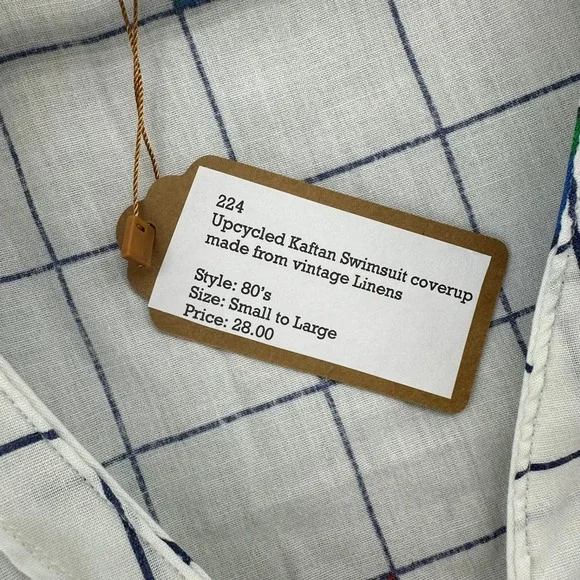 224
Upcycled Kaftan Swimsuit coverup
made from vintage Linens
Style: 80's
Size: Small to Large
Price: 28.00